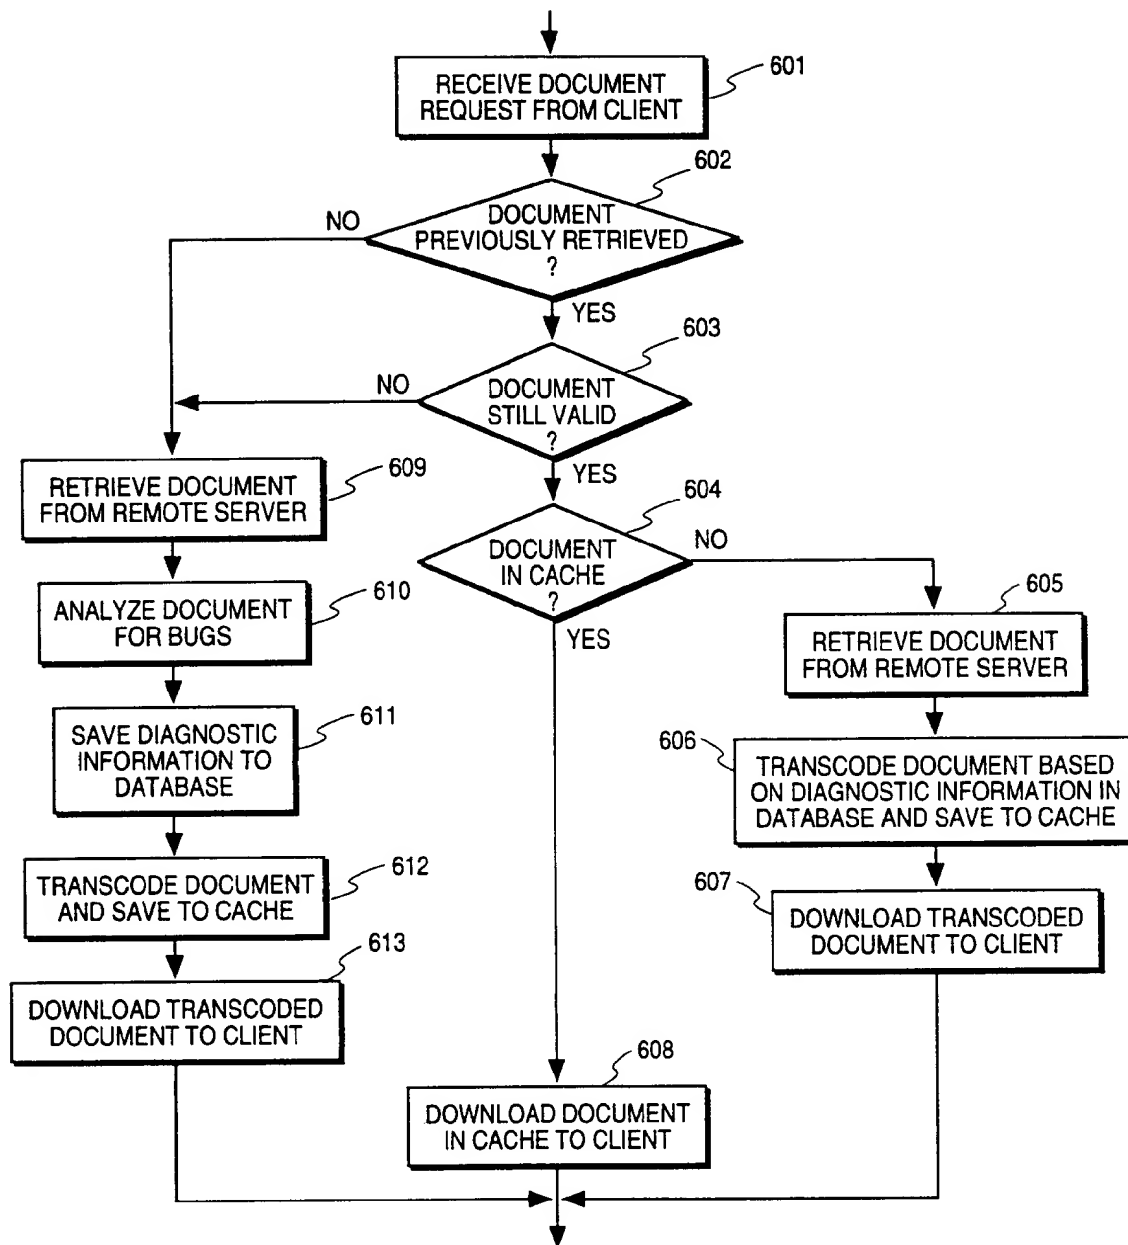 RECEIVE DOCUMENT
REQUEST FROM CLIENT
601
602
DOCUMENT
PREVIOUSLY RETRIEVED
?
NO
YES
603
DOCUMENT
STILL VALID
?
NO
YES
604
DOCUMENT
IN CACHE
?
NO
YES
609
RETRIEVE DOCUMENT
FROM REMOTE SERVER
610
ANALYZE DOCUMENT
FOR BUGS
611
SAVE DIAGNOSTIC
INFORMATION TO
DATABASE
612
TRANSCODE DOCUMENT
AND SAVE TO CACHE
613
DOWNLOAD TRANSCODED
DOCUMENT TO CLIENT
605
RETRIEVE DOCUMENT
FROM REMOTE SERVER
606
TRANSCODE DOCUMENT BASED
ON DIAGNOSTIC INFORMATION IN
DATABASE AND SAVE TO CACHE
607
DOWNLOAD TRANSCODED
DOCUMENT TO CLIENT
608
DOWNLOAD DOCUMENT
IN CACHE TO CLIENT